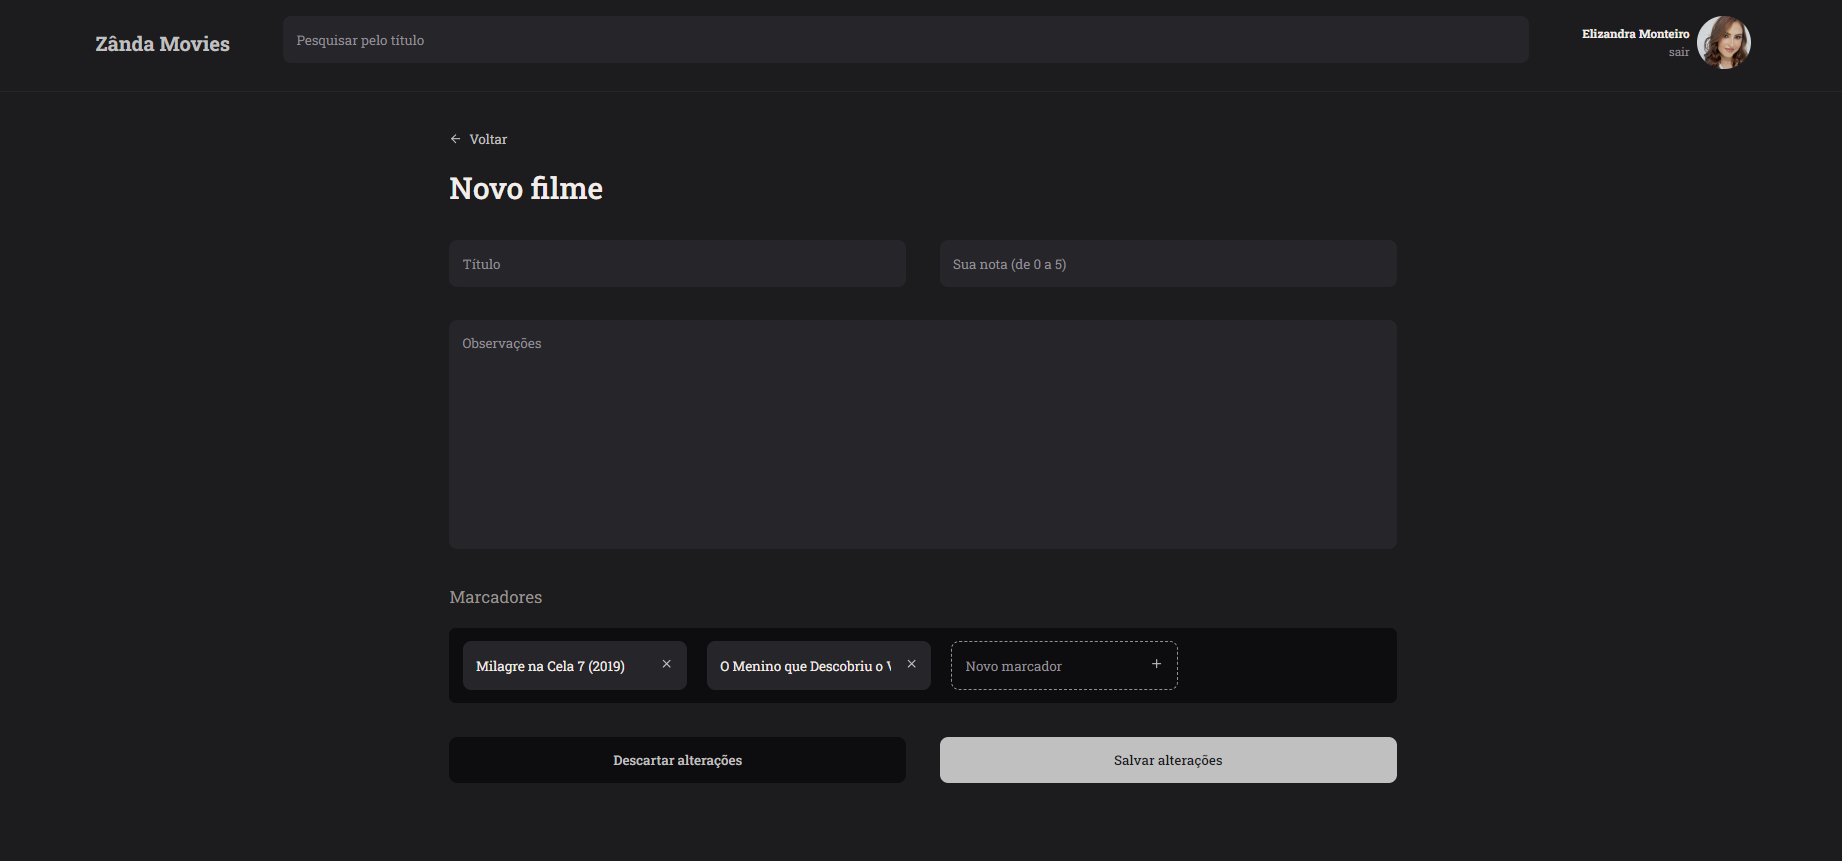 Zânda Movies
Pesquisar pelo título
Elizandra Monteiro
sair
Voltar
Novo filme
Título
Sua nota (de 0 a 5)
Observações
Marcadores
Milagre na Cela 7 (2019)
O Menino que Descobriu o
Novo marcador
Descartar alterações
Salvar alterações